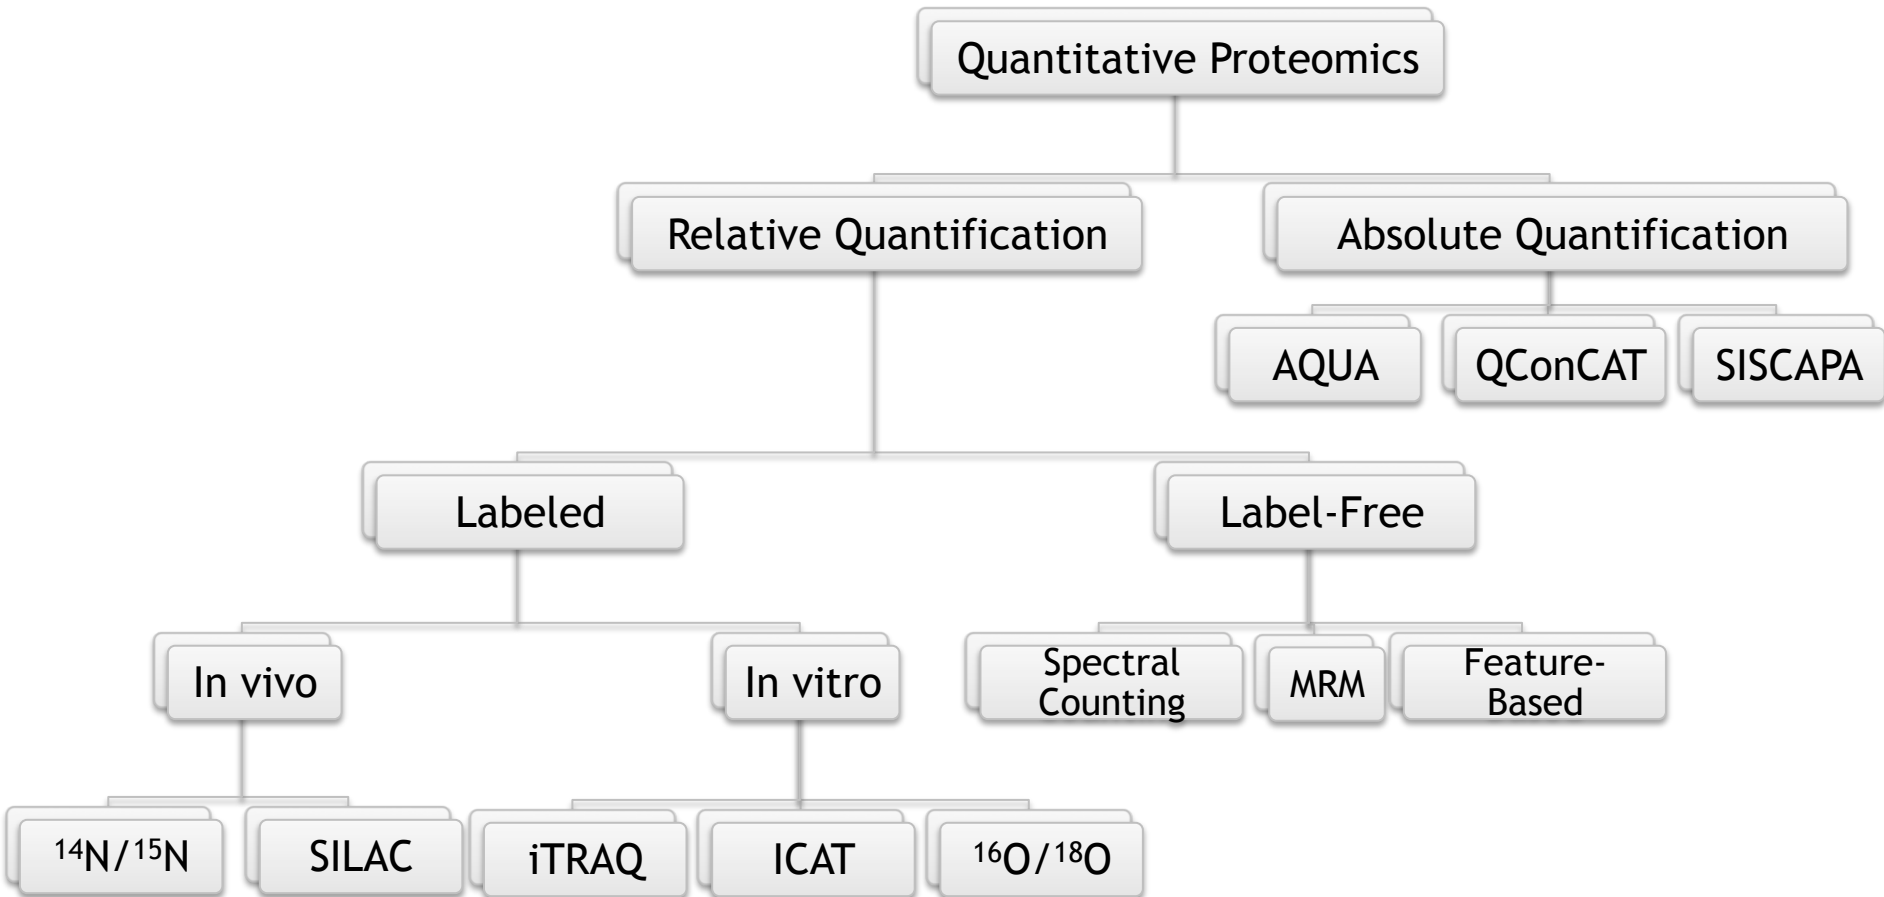 Quantitative Proteomics
Relative Quantification
Absolute Quantification
AQUA
QConCAT
SISCAPA
Labeled
Label-Free
In vivo
In vitro
Spectral
Counting
MRM
Feature-
Based
¹⁴N/¹⁵N
SILAC
iTRAQ
ICAT
¹⁶O/¹⁸O